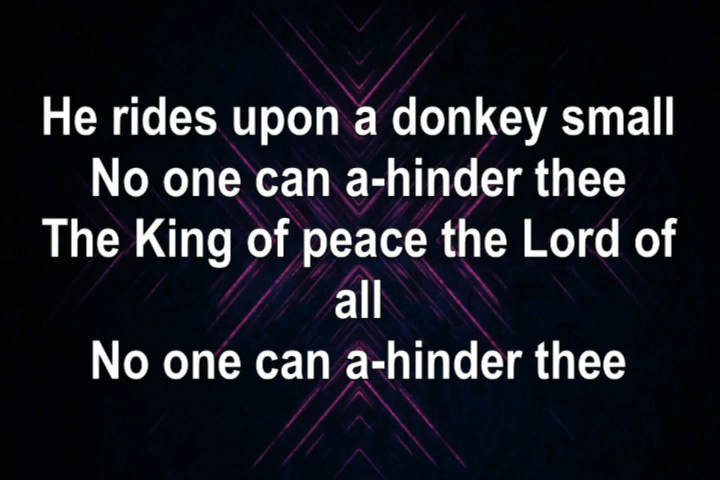 He rides upon a donkey small
No one can a-hinder thee
The King of peace the Lord of
all
No one can a-hinder thee